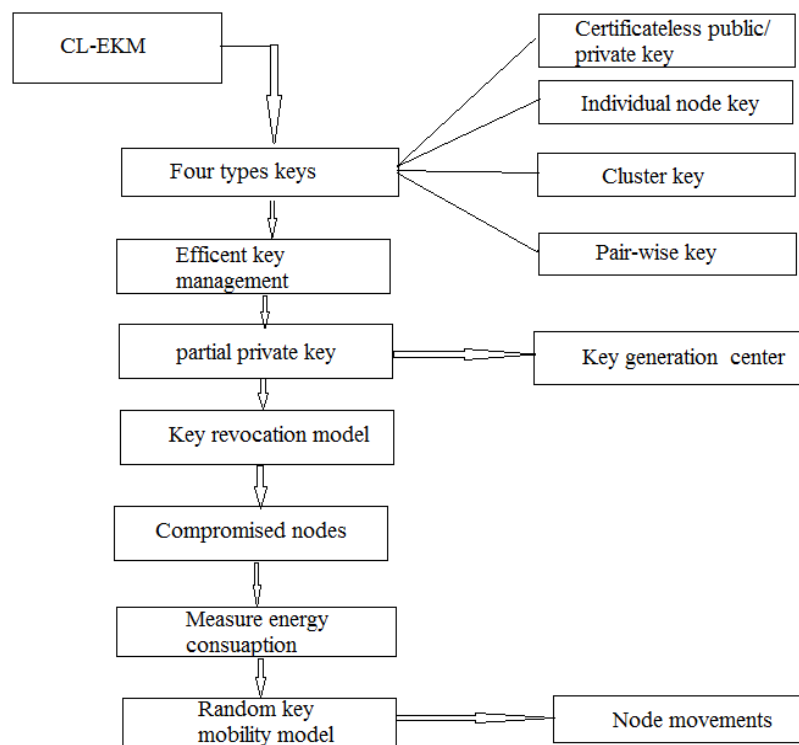 CL-EKM
Certificateless public/
private key
Individual node key
Four types keys
Cluster key
Pair-wise key
Efficent key
management
partial private key
Key generation center
Key revocation model
Compromised nodes
Measure energy
consuaption
Random key
mobility model
Node movements